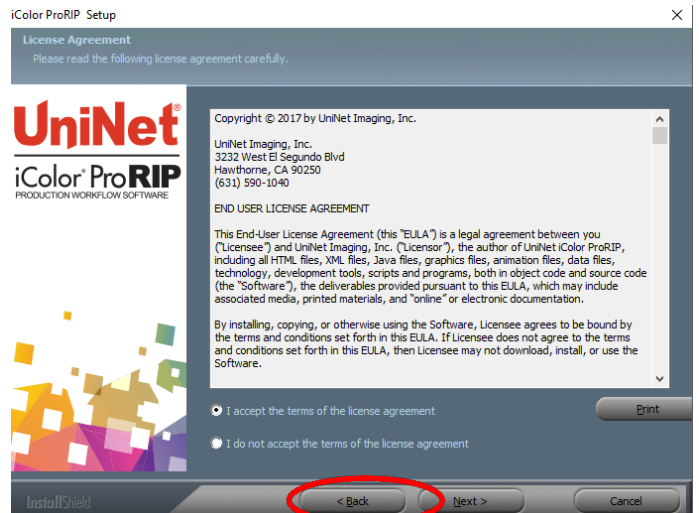 iColor ProRIP Setup
License Agreement
Please read the following license agreement carefully.
UniNet®
iColor® ProRIP
PRODUCTION WORKFLOW SOFTWARE
Copyright © 2017 by UniNet Imaging, Inc.
UniNet Imaging, Inc.
3232 West El Segundo Blvd
Hawthorne, CA 90250
(631) 590-1040
END USER LICENSE AGREEMENT
This End-User License Agreement (this "EULA") is a legal agreement between you
("Licensee") and UniNet Imaging, Inc. ("Licensor"), the author of UniNet iColor ProRIP,
including all HTML files, XML files, Java files, graphics files, animation files, data files,
technology, development tools, scripts and programs, both in object code and source code
(the "Software"), the deliverables provided pursuant to this EULA, which may include
associated media, printed materials, and "online" or electronic documentation.
By installing, copying, or otherwise using the Software, Licensee agrees to be bound by
the terms and conditions set forth in this EULA. If Licensee does not agree to the terms
and conditions set forth in this EULA, then Licensee may not download, install, or use the
Software.
I accept the terms of the license agreement
Print
I do not accept the terms of the license agreement
InstallShield
< Back
Next >
Cancel